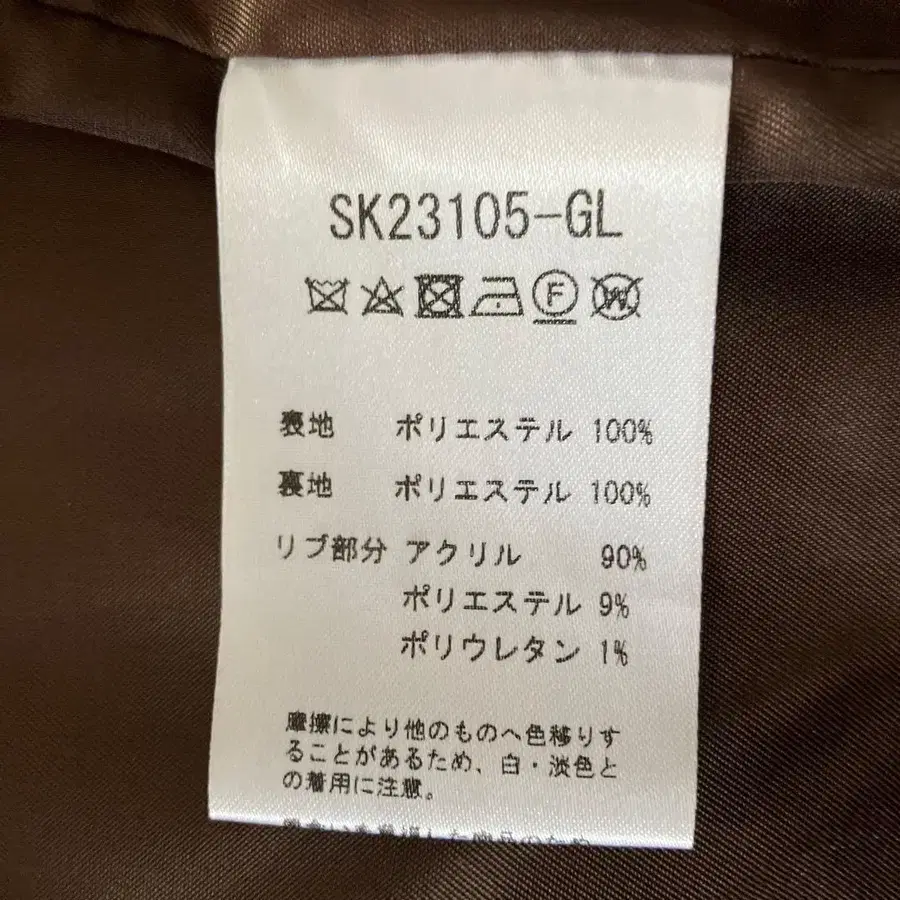 SK23105-GL
F W
表地 ポリエステル 100%
裏地 ポリエステル 100%
リブ部分 アクリル 90%
ポリエステル 9%
ポリウレタン 1%
摩擦により他のものへ色移りす
ることがあるため、白・淡色と
の着用に注意。